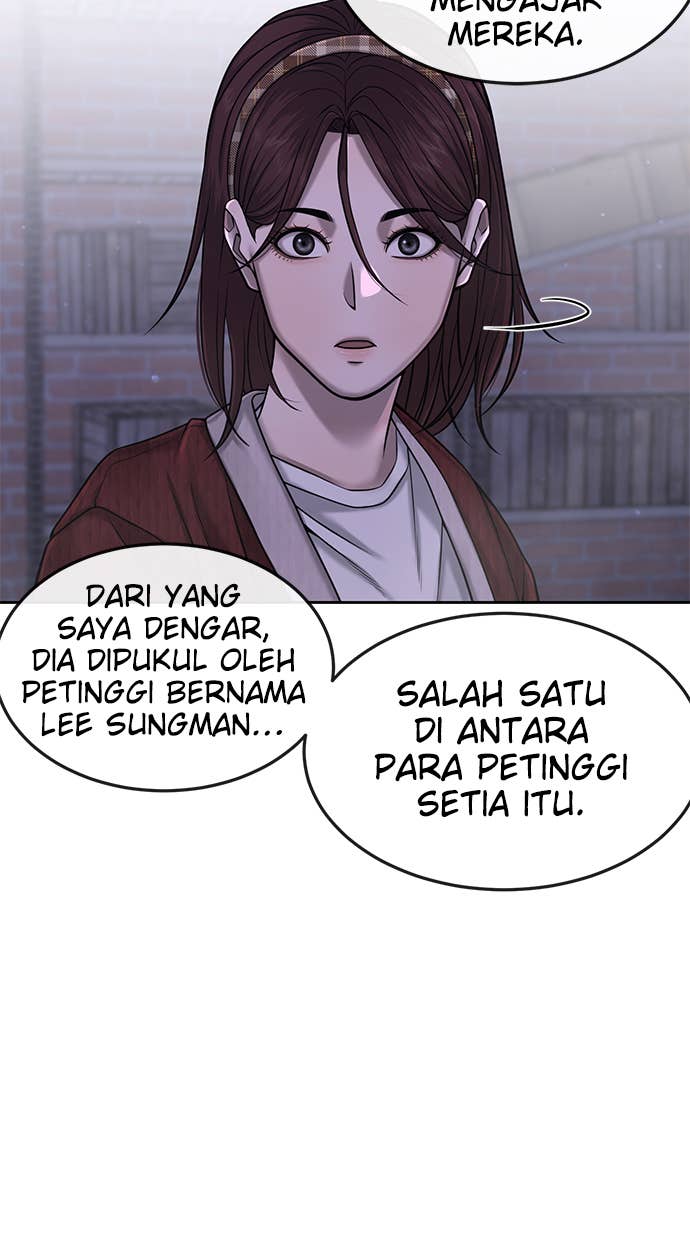 MENGAJAR
MEREKA.
DARI YANG
SAYA DENGAR,
DIA DIPUKUL OLEH
PETINGGI BERNAMA
LEE SUNGMAN...
SALAH SATU
DI ANTARA
PARA PETINGGI
SETIA ITU.